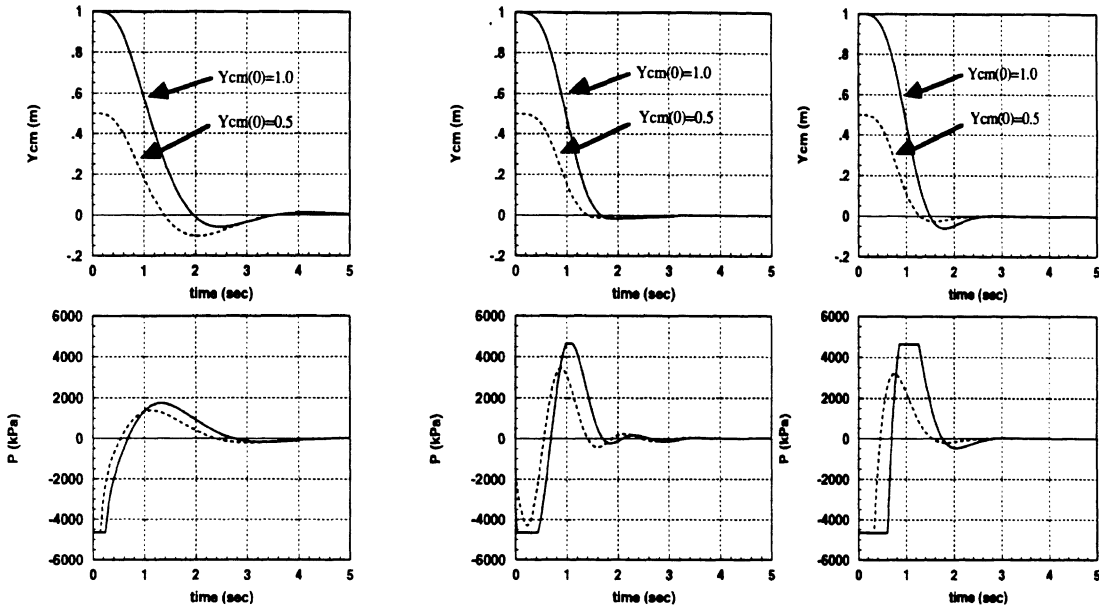 1
.8
.6
.4
.2
0
-.2
Ycm (m)
Ycm(0)=1.0
Ycm(0)=0.5
0 1 2 3 4 5
time (sec)
1
.8
.6
.4
.2
0
-.2
Ycm (m)
Ycm(0)=1.0
Ycm(0)=0.5
0 1 2 3 4 5
time (sec)
1
.8
.6
.4
.2
0
-.2
Ycm (m)
Ycm(0)=1.0
Ycm(0)=0.5
0 1 2 3 4 5
time (sec)
6000
4000
2000
0
-2000
-4000
-6000
P (kPa)
0 1 2 3 4 5
time (sec)
6000
4000
2000
0
-2000
-4000
-6000
P (kPa)
0 1 2 3 4 5
time (sec)
6000
4000
2000
0
-2000
-4000
-6000
P (kPa)
0 1 2 3 4 5
time (sec)